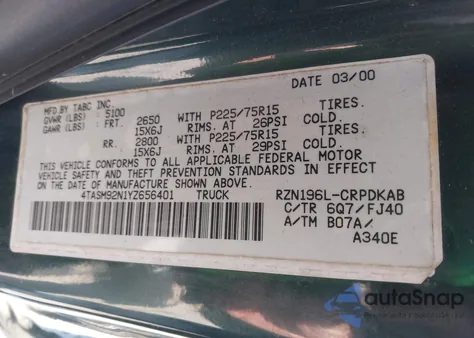 DATE 03/00
MFD.BY TABC INC.
GVWR (LBS) : 5100
GAWR (LBS) : FRT. 2650 WITH P225/75R15 TIRES.
15X6J RIMS. AT 26PSI COLD.
RR. 2800 WITH P225/75R15 TIRES.
15X6J RIMS. AT 29PSI COLD.
THIS VEHICLE CONFORMS TO ALL APPLICABLE FEDERAL MOTOR
VEHICLE SAFETY AND THEFT PREVENTION STANDARDS IN EFFECT
ON THE DATE OF MANUFACTURE SHOWN ABOVE.
4TASM92N1YZ656401 TRUCK
RZN196L-CRPDKAB
C/TR 6Q7/FJ40
A/TM B07A/
A340E
autoSnap